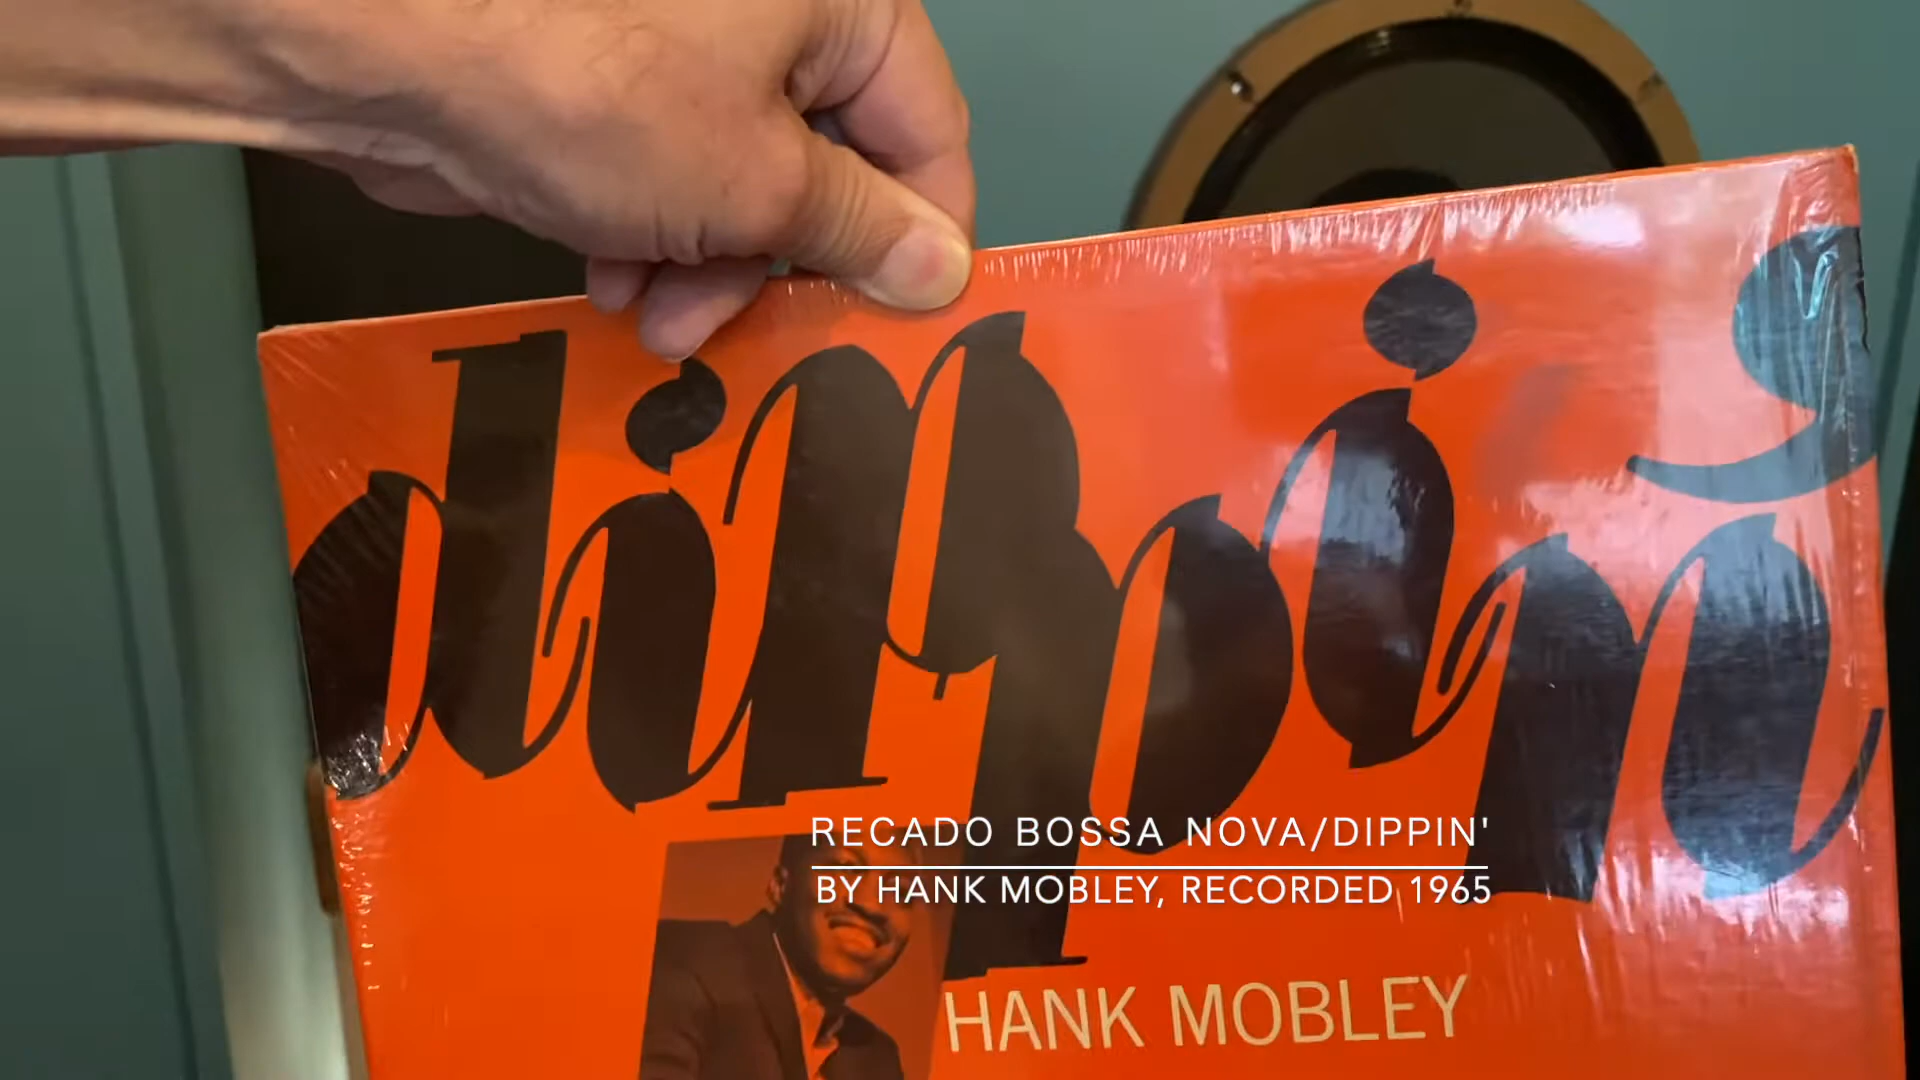 dippin'
RECADO BOSSA NOVA/DIPPIN'
BY HANK MOBLEY, RECORDED 1965
HANK MOBLEY